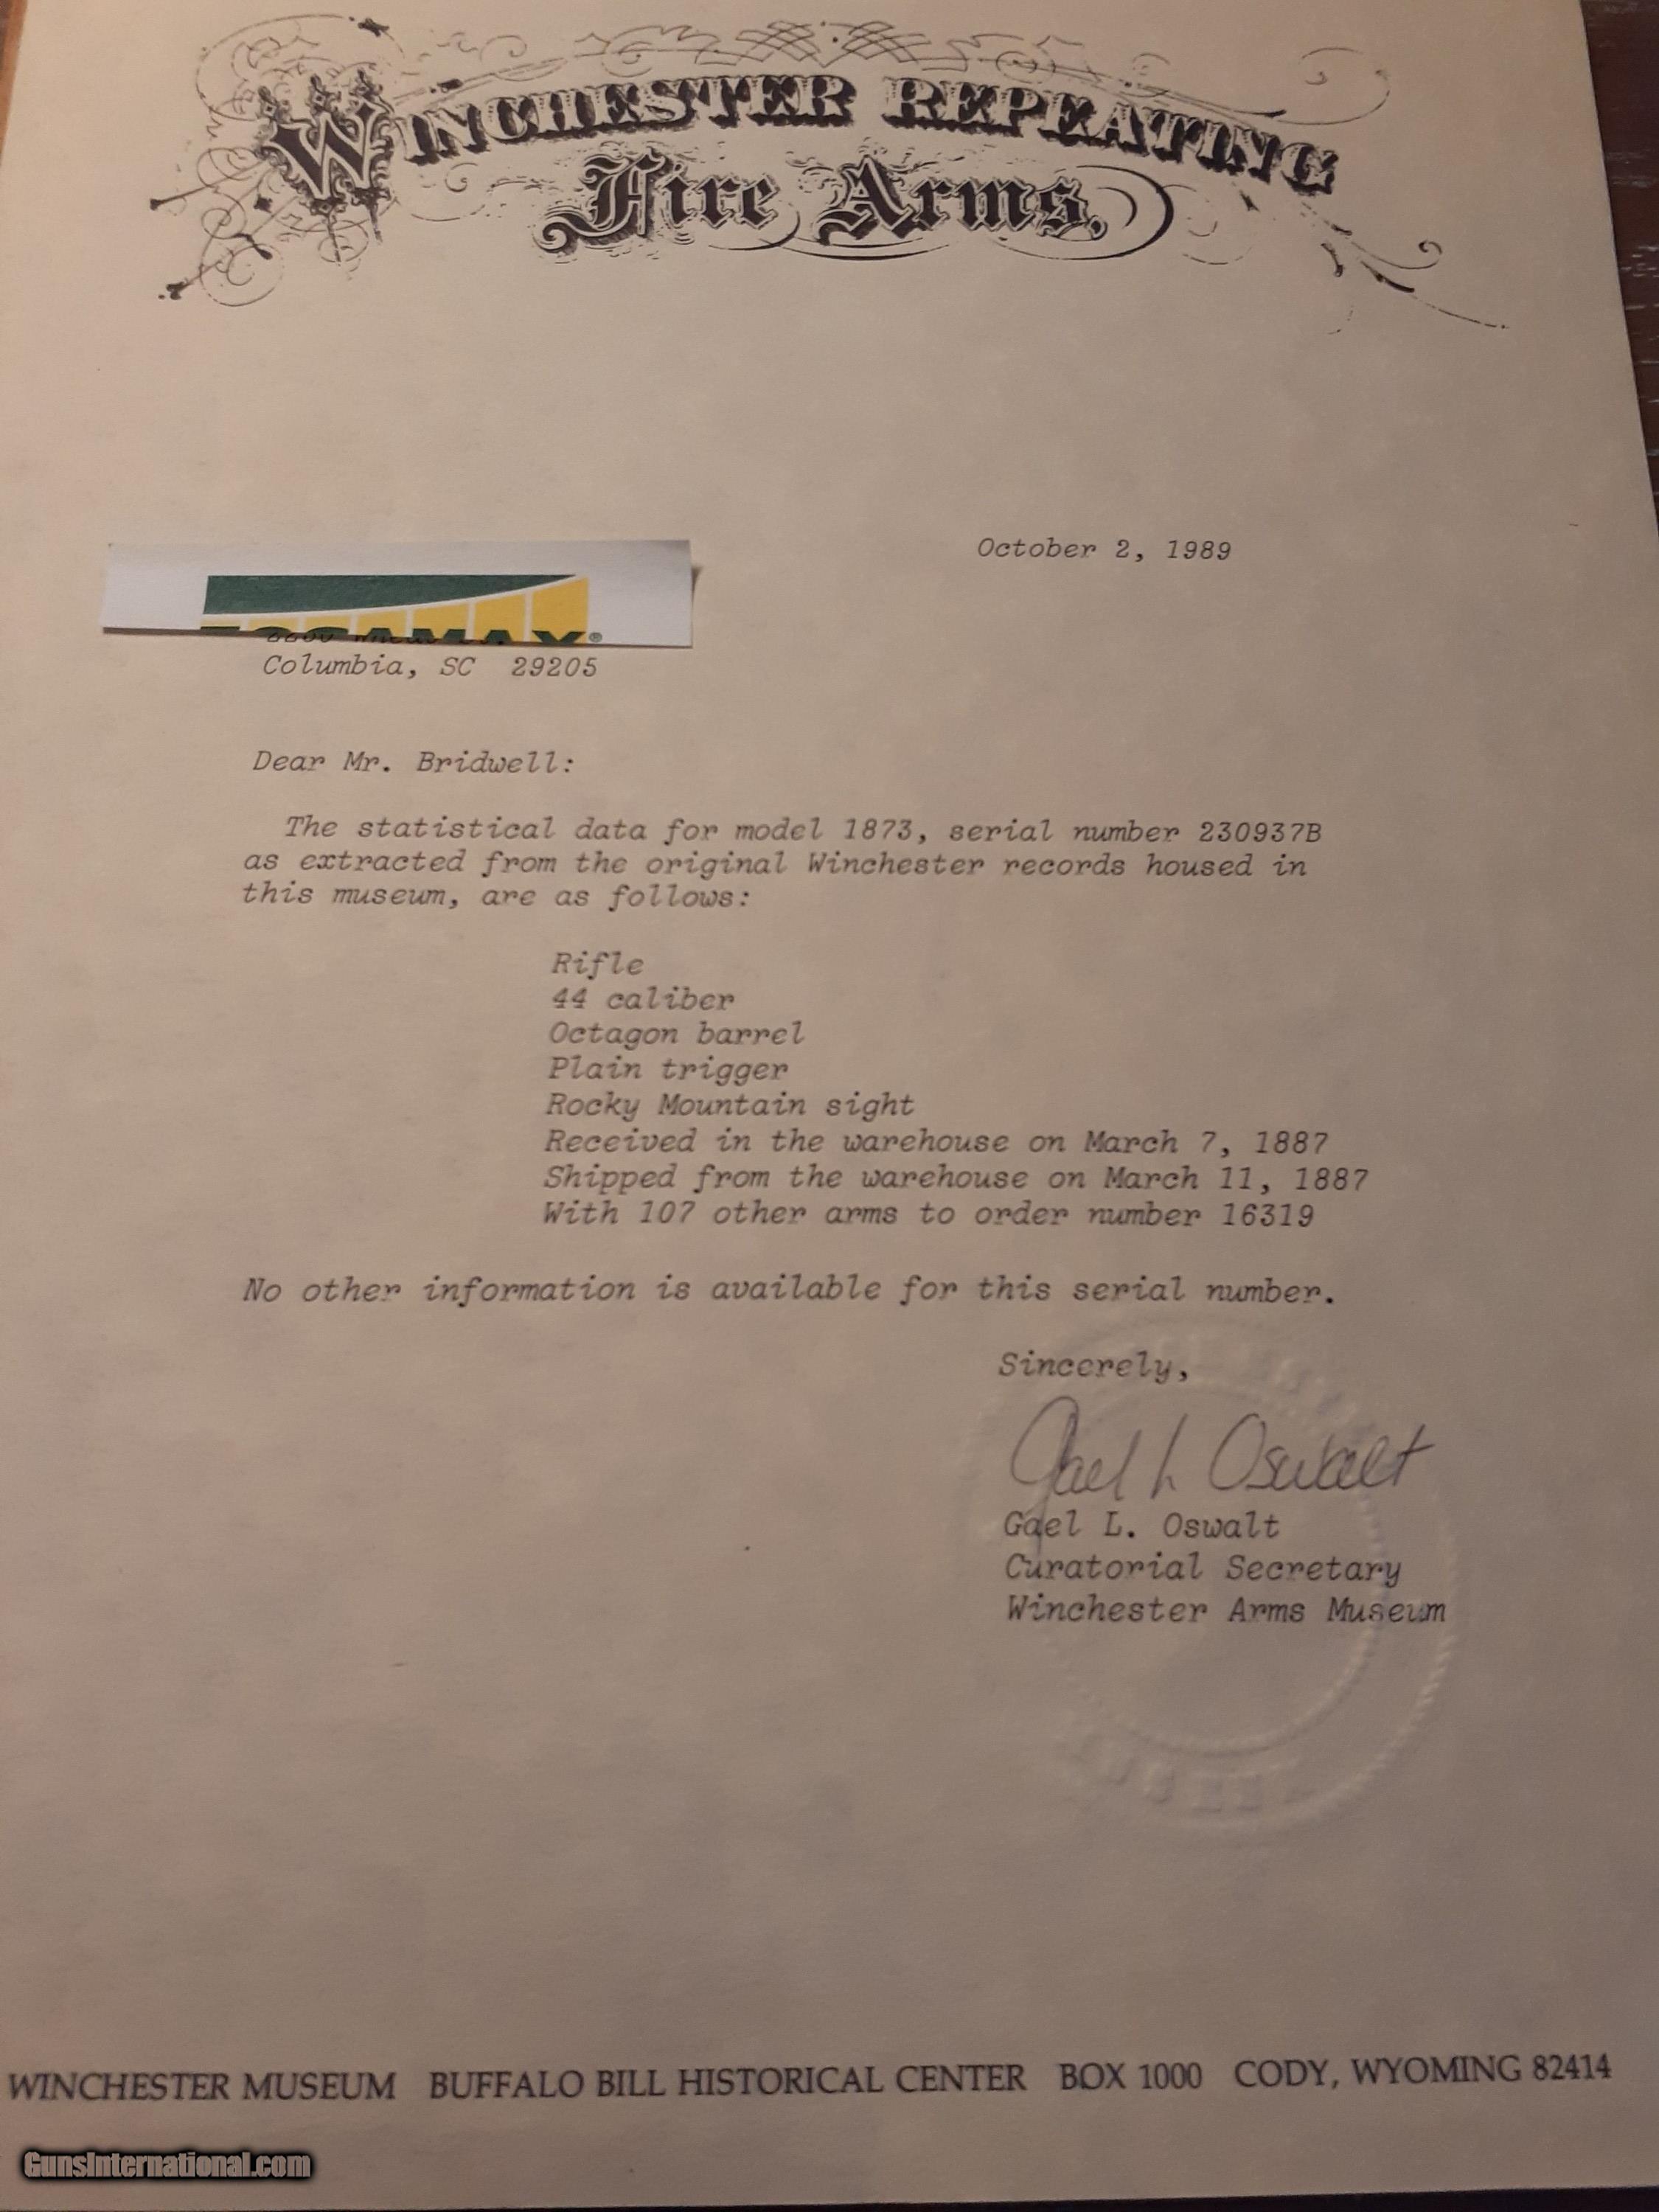 WINCHESTER REPEATING
Fire Arms.
October 2, 1989
Columbia, SC 29205
Dear Mr. Bridwell:
The statistical data for model 1873, serial number 230937B
as extracted from the original Winchester records housed in
this museum, are as follows:
Rifle
44 caliber
Octagon barrel
Plain trigger
Rocky Mountain sight
Received in the warehouse on March 7, 1887
Shipped from the warehouse on March 11, 1887
With 107 other arms to order number 16319
No other information is available for this serial number.
Sincerely,
Gael L Oswalt
Gael L. Oswalt
Curatorial Secretary
Winchester Arms Museum
WINCHESTER MUSEUM BUFFALO BILL HISTORICAL CENTER BOX 1000 CODY, WYOMING 82414
GunsInternational.com